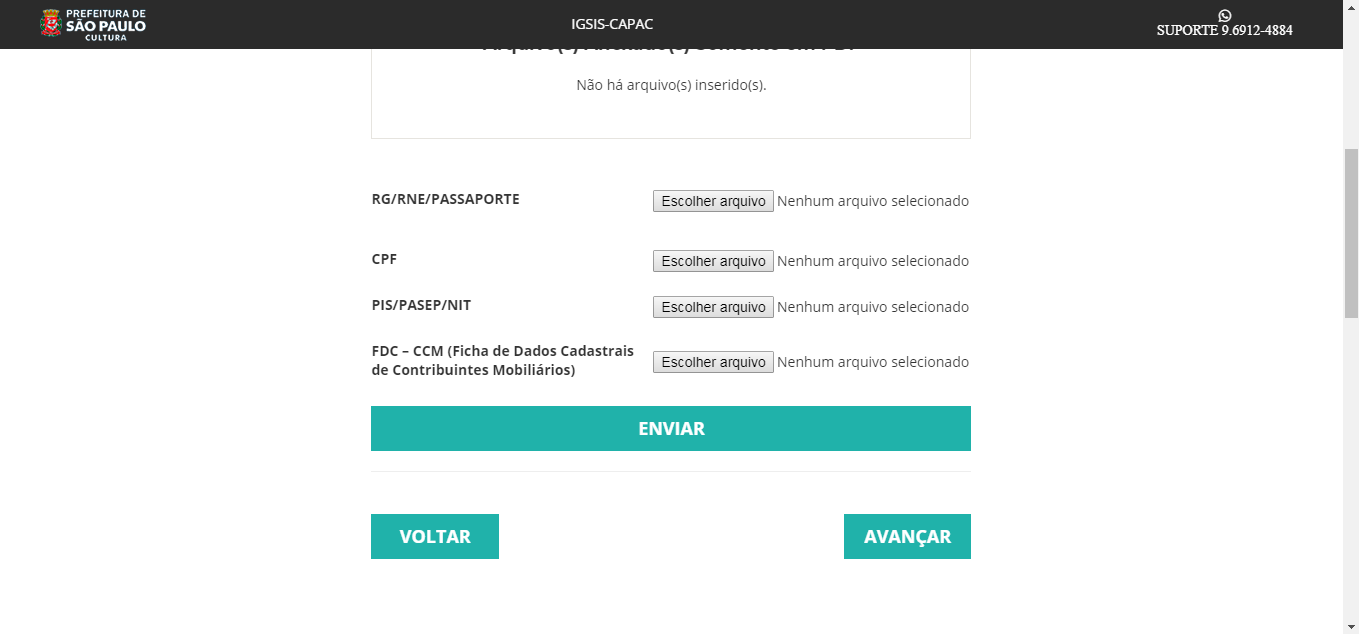 PREFEITURA DE
SÃO PAULO
CULTURA
IGSIS-CAPAC
SUPORTE 9.6912-4884
Não há arquivo(s) inserido(s).
RG/RNE/PASSAPORTE
Escolher arquivo Nenhum arquivo selecionado
CPF
Escolher arquivo Nenhum arquivo selecionado
PIS/PASEP/NIT
Escolher arquivo Nenhum arquivo selecionado
FDC – CCM (Ficha de Dados Cadastrais
de Contribuintes Mobiliários)
Escolher arquivo Nenhum arquivo selecionado
ENVIAR
VOLTAR
AVANÇAR